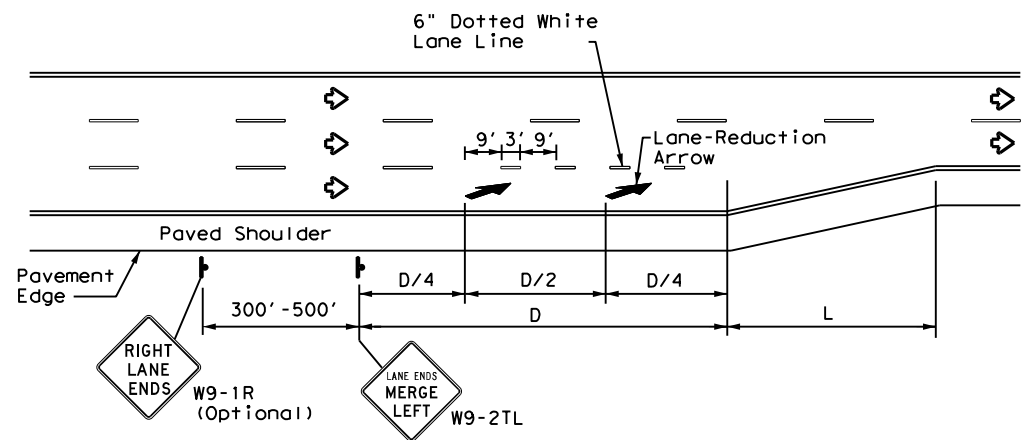 6" Dotted White
Lane Line
9' 3' 9'
Lane-Reduction
Arrow
Paved Shoulder
Pavement
Edge
D/4 D/2 D/4
300'-500' D L
RIGHT
LANE
ENDS
W9-1R
(Optional)
LANE ENDS
MERGE
LEFT
W9-2TL